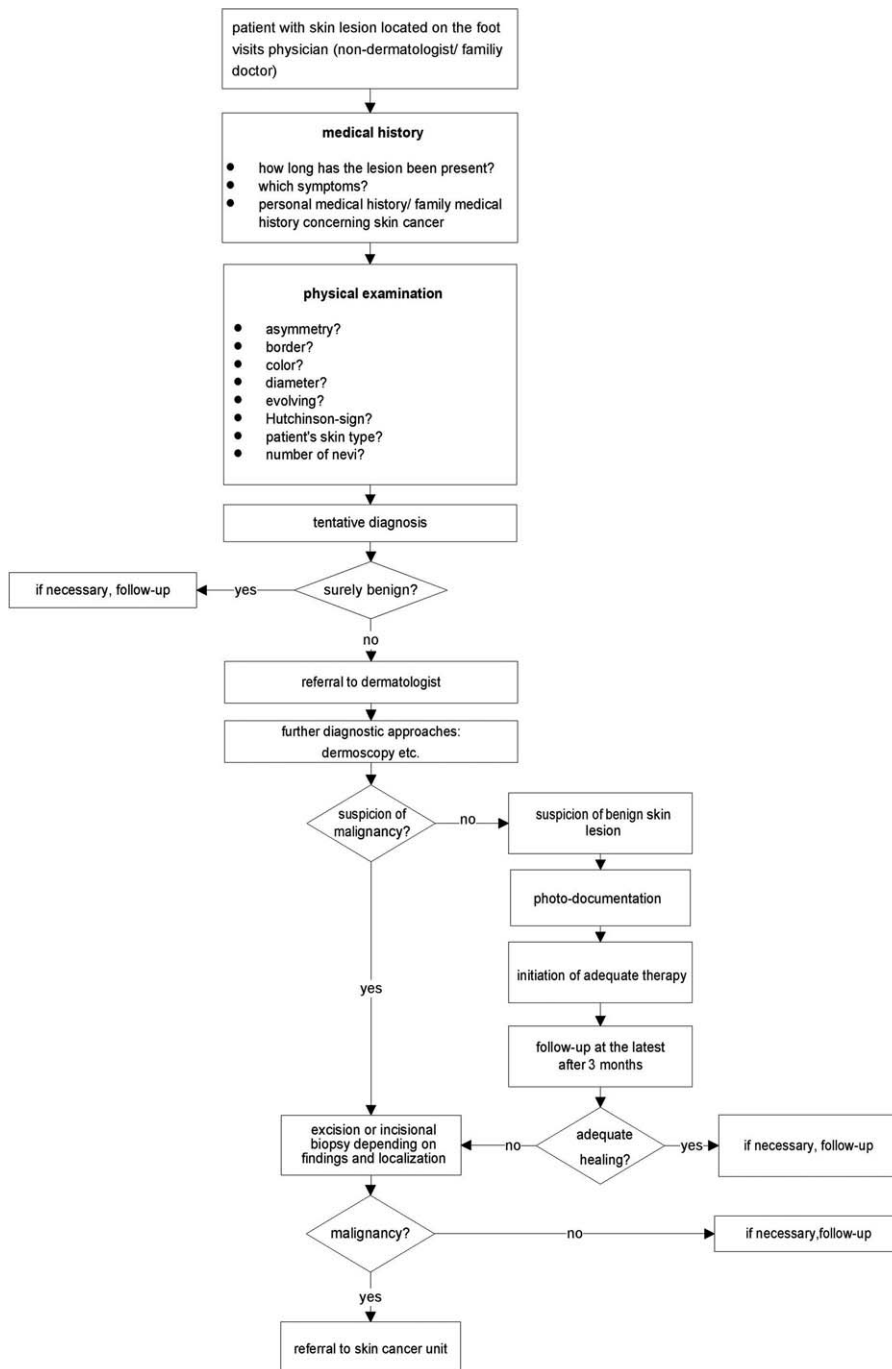 patient with skin lesion located on the foot
visits physician (non-dermatologist/ familiy
doctor)
medical history
● how long has the lesion been present?
● which symptoms?
● personal medical history/ family medical
history concerning skin cancer
physical examination
● asymmetry?
● border?
● color?
● diameter?
● evolving?
● Hutchinson-sign?
● patient's skin type?
● number of nevi?
tentative diagnosis
surely benign?
yes
if necessary, follow-up
no
referral to dermatologist
further diagnostic approaches:
dermoscopy etc.
suspicion of
malignancy?
no
suspicion of benign skin
lesion
photo-documentation
initiation of adequate therapy
yes
follow-up at the latest
after 3 months
adequate
healing?
yes
if necessary, follow-up
no
excision or incisional
biopsy depending on
findings and localization
malignancy?
no
if necessary,follow-up
yes
referral to skin cancer unit